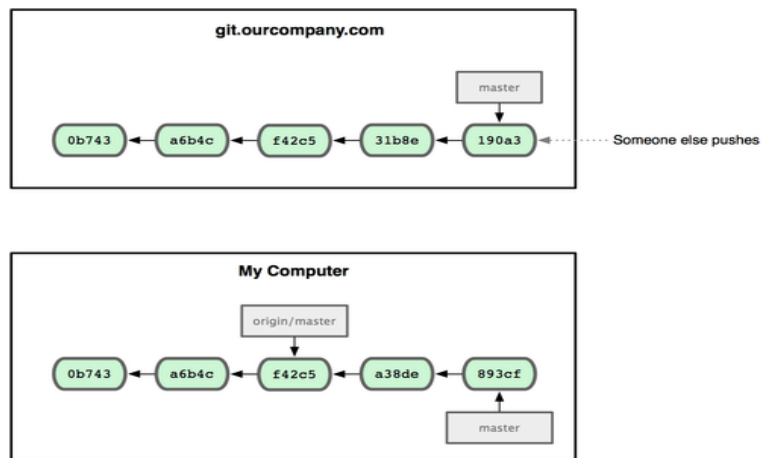 git.ourcompany.com
master
0b743 a6b4c f42c5 31b8e 190a3 Someone else pushes
My Computer
origin/master
0b743 a6b4c f42c5 a38de 893cf
master